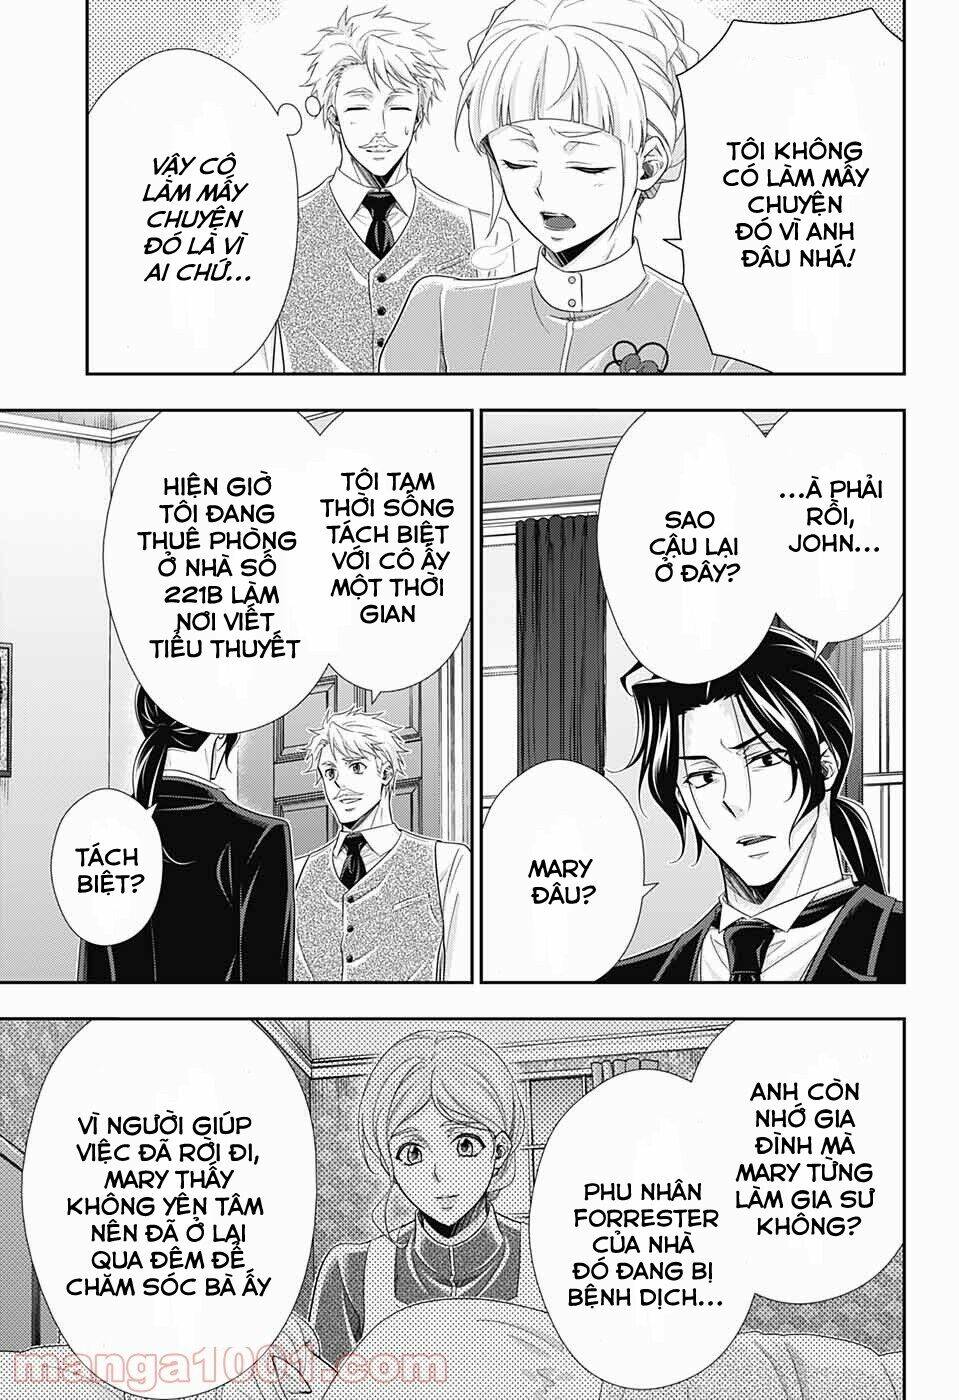 TÔI KHÔNG
CÓ LÀM MẤY
CHUYỆN
ĐÓ VÌ ANH
ĐÂU NHÁ!
VẬY CÔ
LÀM MẤY
CHUYỆN
ĐÓ LÀ VÌ
AI CHỨ...
...À PHẢI
RỒI,
JOHN...
SAO
CẬU LẠI
Ở ĐÂY?
MARY
ĐÂU?
TÔI TẠM
THỜI SỐNG
TÁCH BIỆT
VỚI CÔ ẤY
MỘT THỜI
GIAN
HIỆN GIỜ
TÔI ĐANG
THUÊ PHÒNG
Ở NHÀ SỐ
221B LÀM
NƠI VIẾT
TIỂU THUYẾT
TÁCH
BIỆT?
ANH CÒN
NHỚ GIA
ĐÌNH MÀ
MARY TỪNG
LÀM GIA SƯ
KHÔNG?
PHU NHÂN
FORRESTER
CỦA NHÀ
ĐÓ ĐANG BỊ
BỆNH DỊCH...
VÌ NGƯỜI GIÚP
VIỆC ĐÃ RỜI ĐI,
MARY THẤY
KHÔNG YÊN TÂM
NÊN ĐÃ Ở LẠI
QUA ĐÊM ĐỂ
CHĂM SÓC BÀ ẤY
manga1001.com